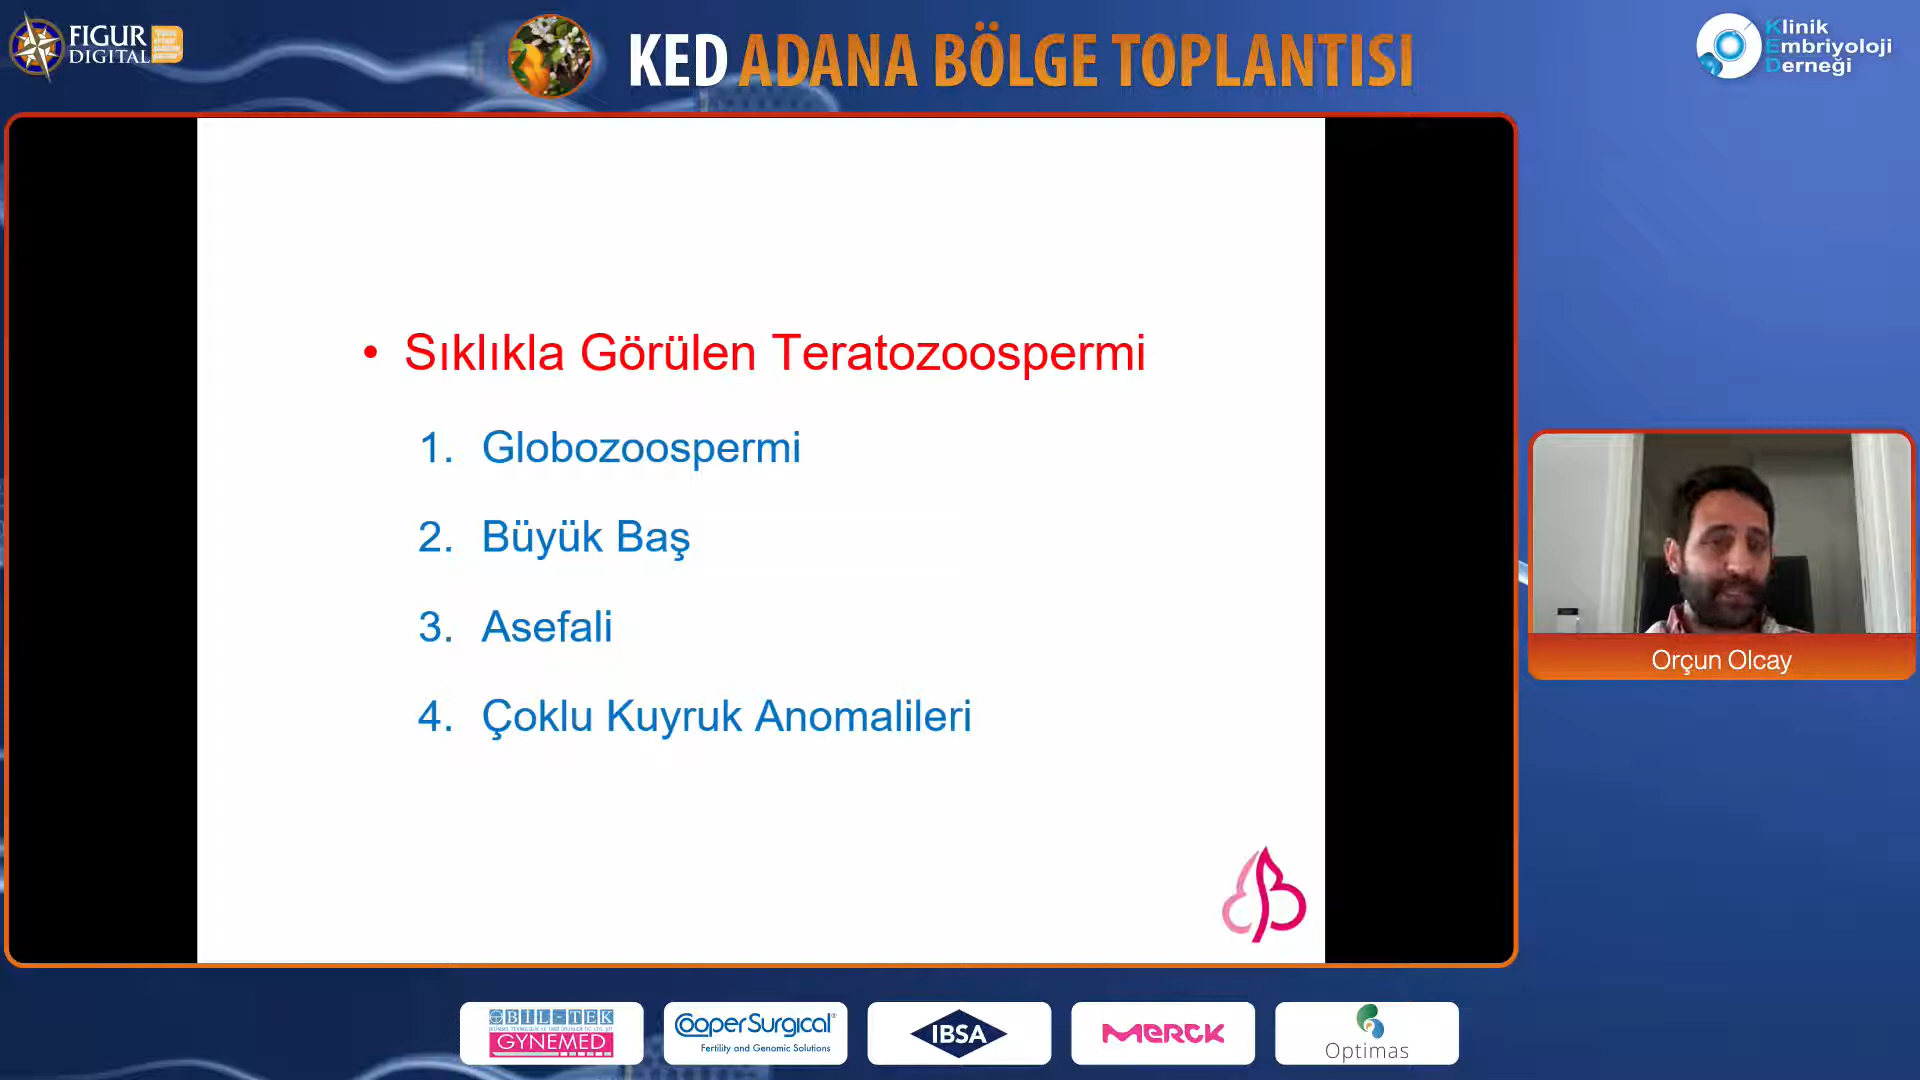 FIGUR
DIGITAL
KED ADANA BÖLGE TOPLANTISI
Klinik
Embriyoloji
Derneği
• Sıklıkla Görülen Teratozoospermi
1. Globozoospermi
2. Büyük Baş
3. Asefali
4. Çoklu Kuyruk Anomalileri
Orçun Olcay
BIL-TEK
GYNEMED
CooperSurgical
Fertility and Genomic Solutions
IBSA
MERCK
Optimas